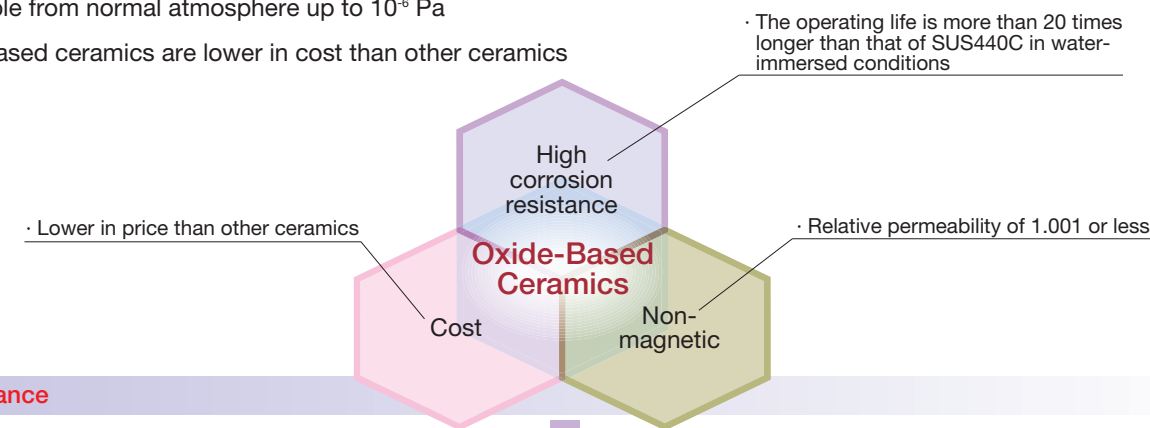 ble from normal atmosphere up to 10⁻⁶ Pa
ased ceramics are lower in cost than other ceramics
· The operating life is more than 20 times
longer than that of SUS440C in water-
immersed conditions
High
corrosion
resistance
· Lower in price than other ceramics
· Relative permeability of 1.001 or less
Oxide-Based
Ceramics
Cost
Non-
magnetic
ance